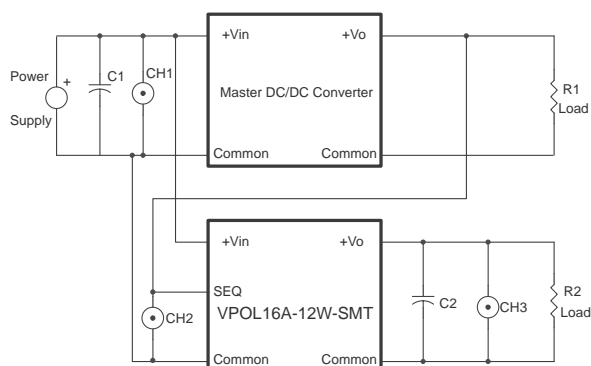 +Vin
+Vo
Power
+
C1
CH1
Master DC/DC Converter
R1
Load
Supply
Common
Common
+Vin
+Vo
SEQ
VPOL16A-12W-SMT
CH2
C2
CH3
R2
Load
Common
Common